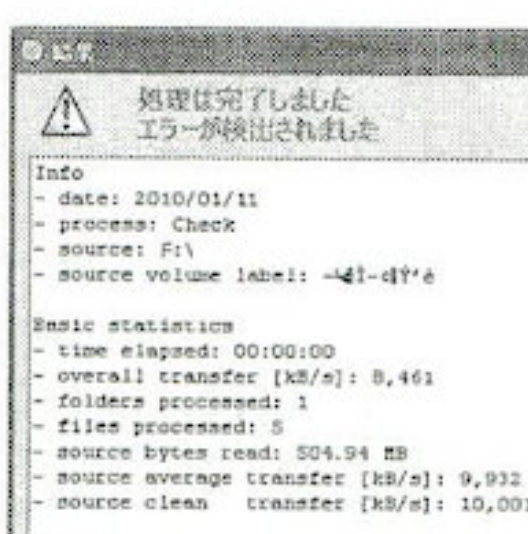 処理は完了しました
エラーが検出されました
Info
- date: 2010/01/11
- process: Check
- source: F:\
- source volume label:
Basic statistics
- time elapsed: 00:00:00
- overall transfer [kB/s]: 8,461
- folders processed: 1
- files processed: 5
- source bytes read: 504.94 MB
- source average transfer [kB/s]: 9,932
- source clean transfer [kB/s]: 10,001